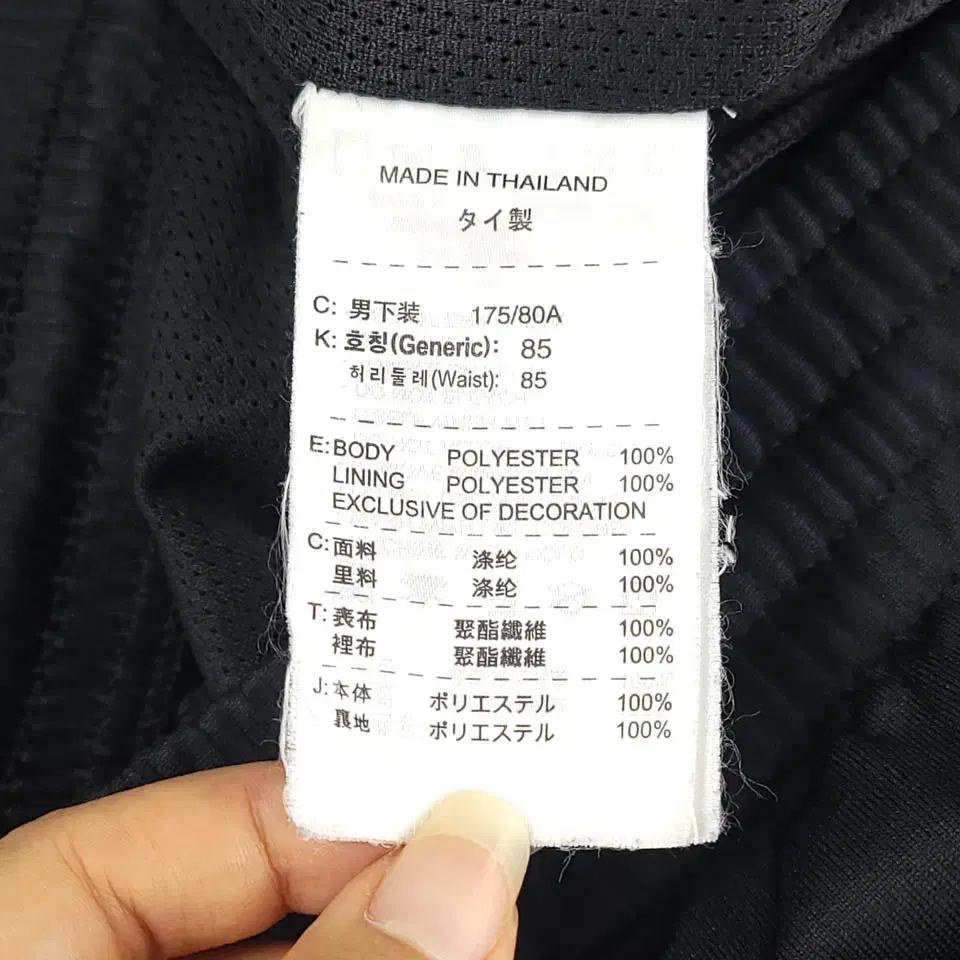 MADE IN THAILAND
タイ製
C: 男下装 175/80A
K: 호칭(Generic): 85
허리둘레(Waist): 85
E: BODY POLYESTER 100%
LINING POLYESTER 100%
EXCLUSIVE OF DECORATION
C: 面料 涤纶 100%
里料 涤纶 100%
T: 表布 聚酯纖維 100%
裡布 聚酯纖維 100%
J: 本体 ポリエステル 100%
裏地 ポリエステル 100%